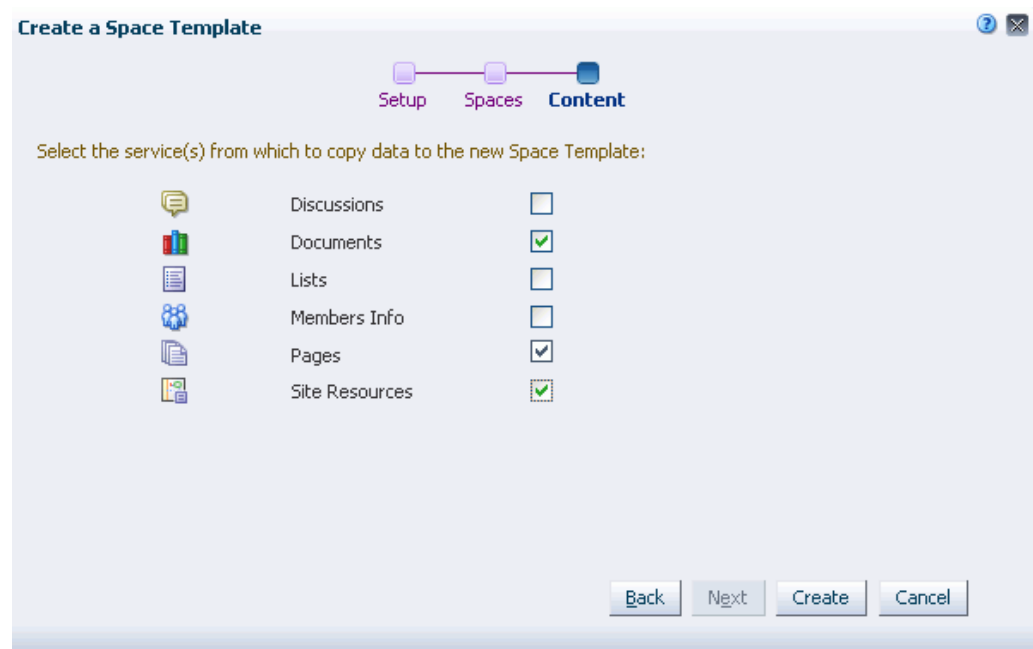 Create a Space Template
Setup Spaces Content
Select the service(s) from which to copy data to the new Space Template:
Discussions
Documents
Lists
Members Info
Pages
Site Resources
Back Next Create Cancel